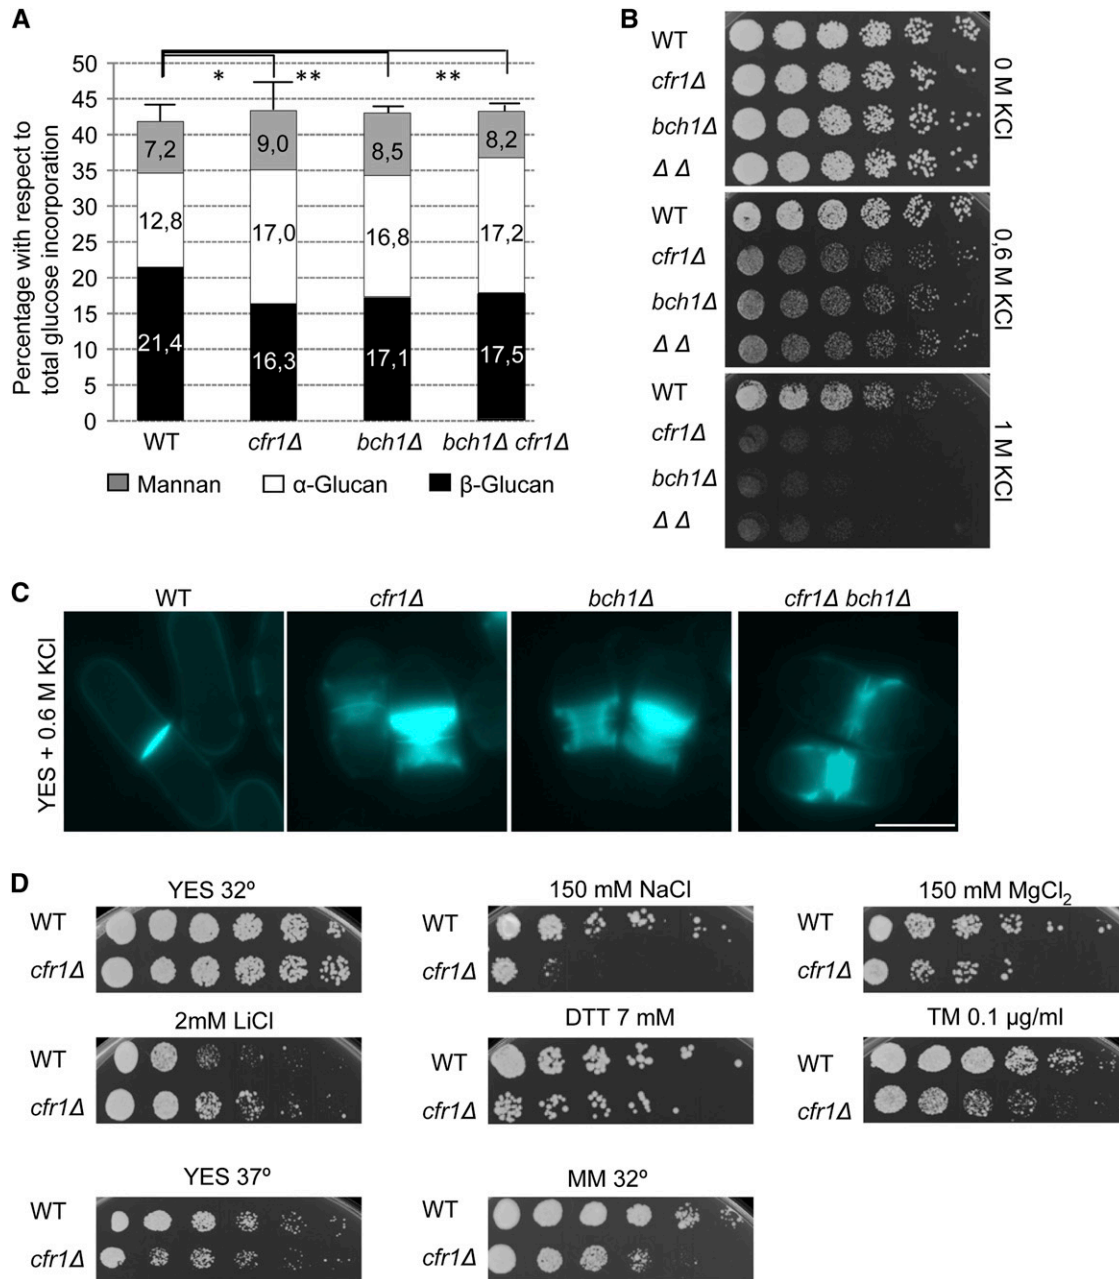 A
Percentage with respect to
total glucose incorporation
50
45
40
35
30
25
20
15
10
5
0
* ** **
7,2 9,0 8,5 8,2
12,8 17,0 16,8 17,2
21,4 16,3 17,1 17,5
WT cfr1Δ bch1Δ bch1Δ cfr1Δ
Mannan α-Glucan β-Glucan
B
WT
cfr1Δ
bch1Δ
Δ Δ
0 M KCl
WT
cfr1Δ
bch1Δ
Δ Δ
0,6 M KCl
WT
cfr1Δ
bch1Δ
Δ Δ
1 M KCl
C
WT cfr1Δ bch1Δ cfr1Δ bch1Δ
YES + 0.6 M KCl
D
YES 32º 150 mM NaCl 150 mM MgCl₂
WT WT WT
cfr1Δ cfr1Δ cfr1Δ
2mM LiCl DTT 7 mM TM 0.1 µg/ml
WT WT WT
cfr1Δ cfr1Δ cfr1Δ
YES 37º MM 32º
WT WT
cfr1Δ cfr1Δ